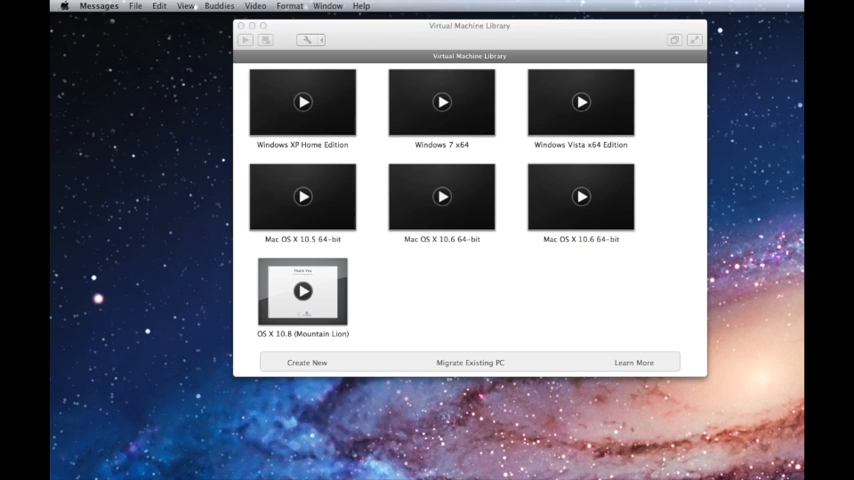 Messages File Edit View Buddies Video Format Window Help
Virtual Machine Library
Virtual Machine Library
Windows XP Home Edition
Windows 7 x64
Windows Vista x64 Edition
Mac OS X 10.5 64-bit
Mac OS X 10.6 64-bit
Mac OS X 10.6 64-bit
Thank You
OS X 10.8 (Mountain Lion)
Create New
Migrate Existing PC
Learn More